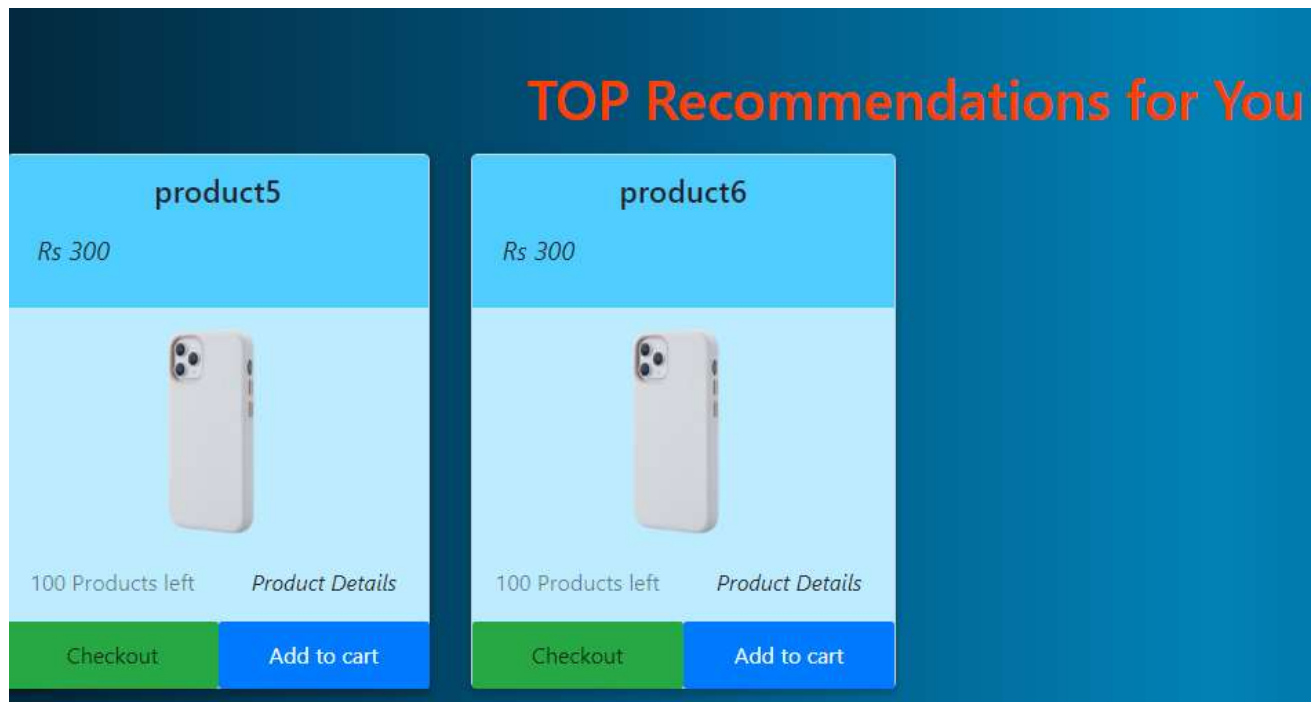 TOP Recommendations for You
product5
Rs 300
100 Products left Product Details
Checkout Add to cart
product6
Rs 300
100 Products left Product Details
Checkout Add to cart